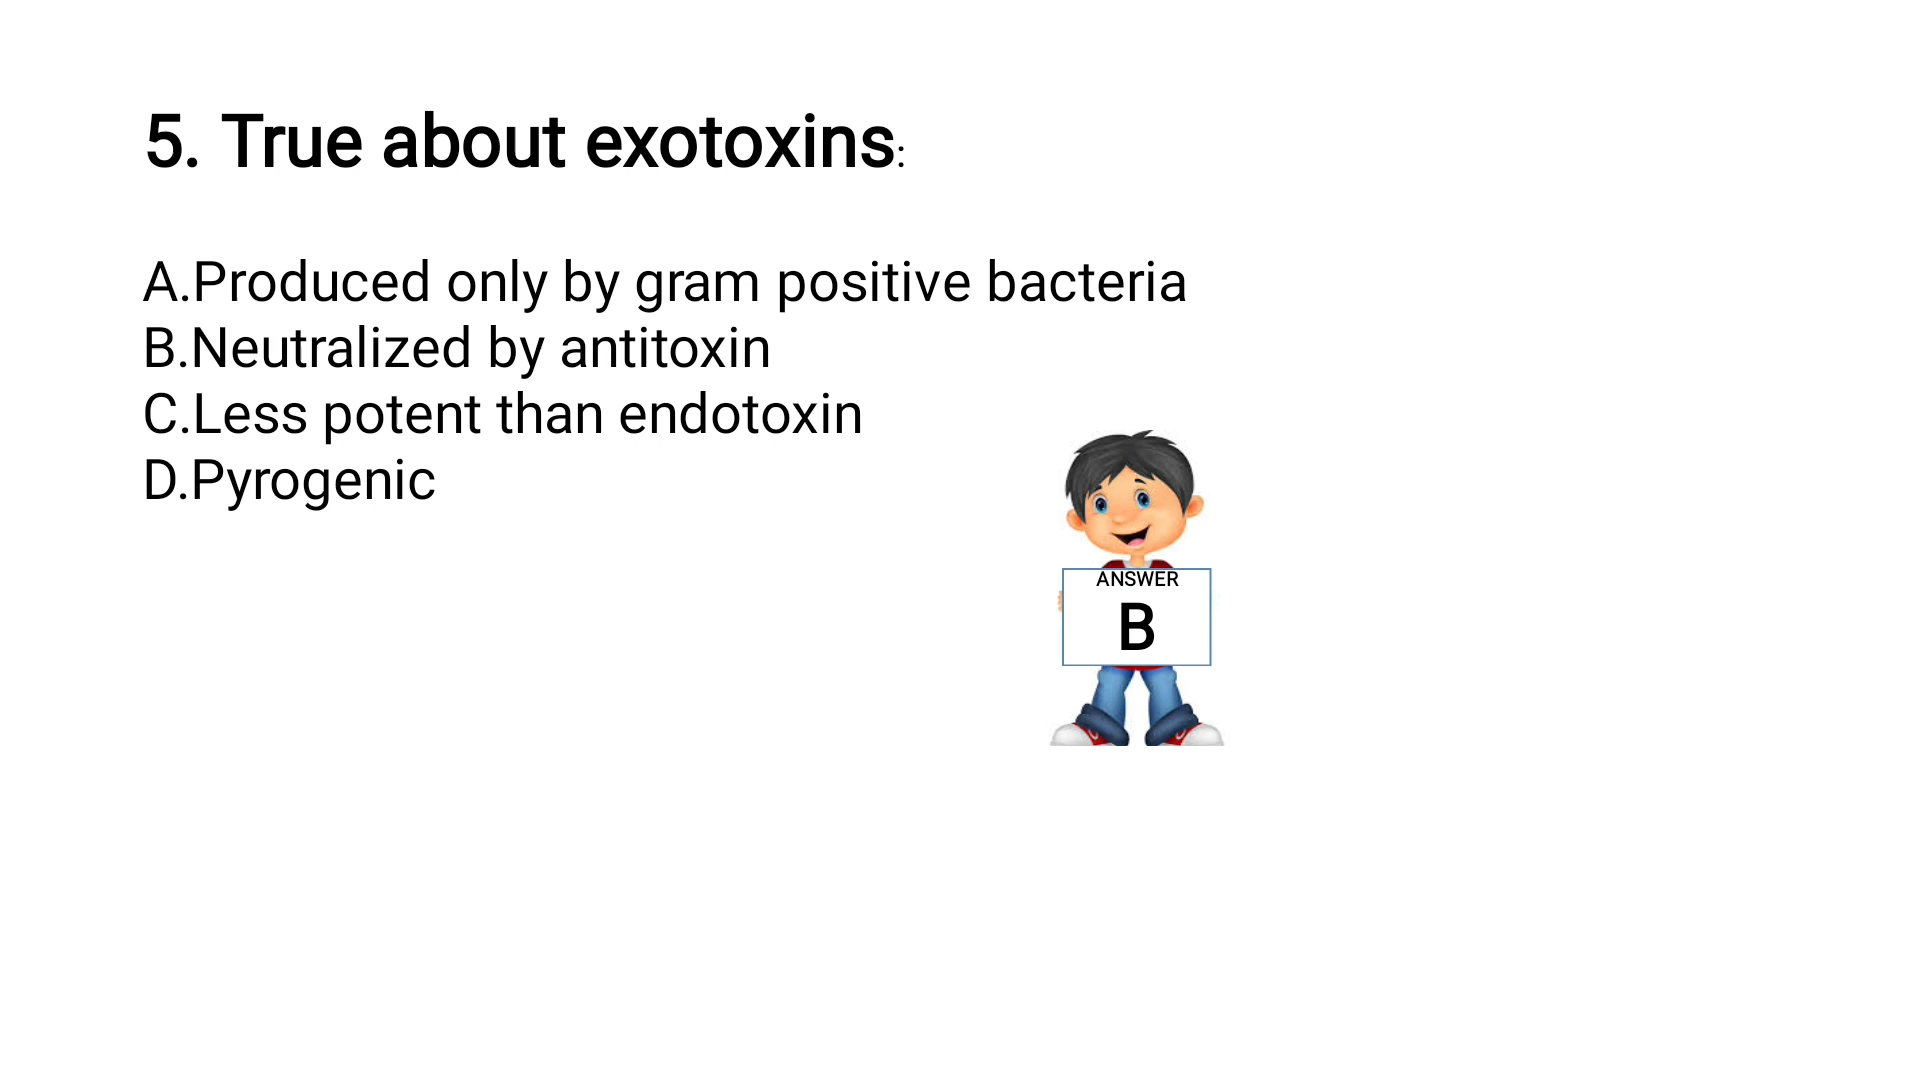 5. True about exotoxins:
A.Produced only by gram positive bacteria
B.Neutralized by antitoxin
C.Less potent than endotoxin
D.Pyrogenic
ANSWER
B